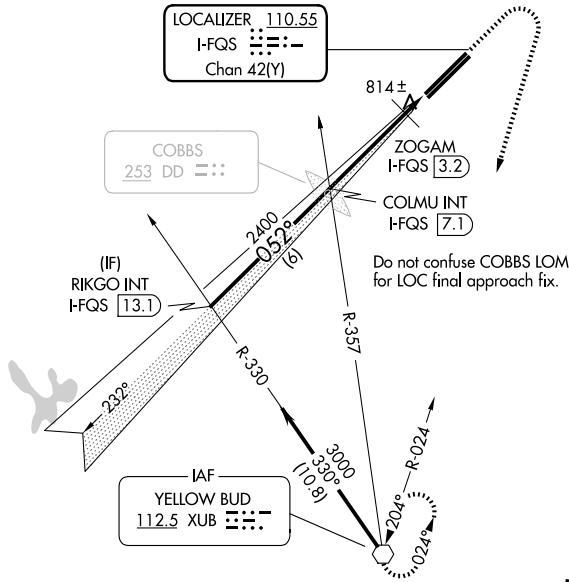 LOCALIZER 110.55
I-FQS
Chan 42(Y)
814±
ZOGAM
I-FQS 3.2
COBBS
253 DD
COLMU INT
I-FQS 7.1
2400
052°
(6)
Do not confuse COBBS LOM
for LOC final approach fix.
(IF)
RIKGO INT
I-FQS 13.1
R-357
R-330
232°
3000
330°
(10.8)
R-024
204°
024°
IAF
YELLOW BUD
112.5 XUB